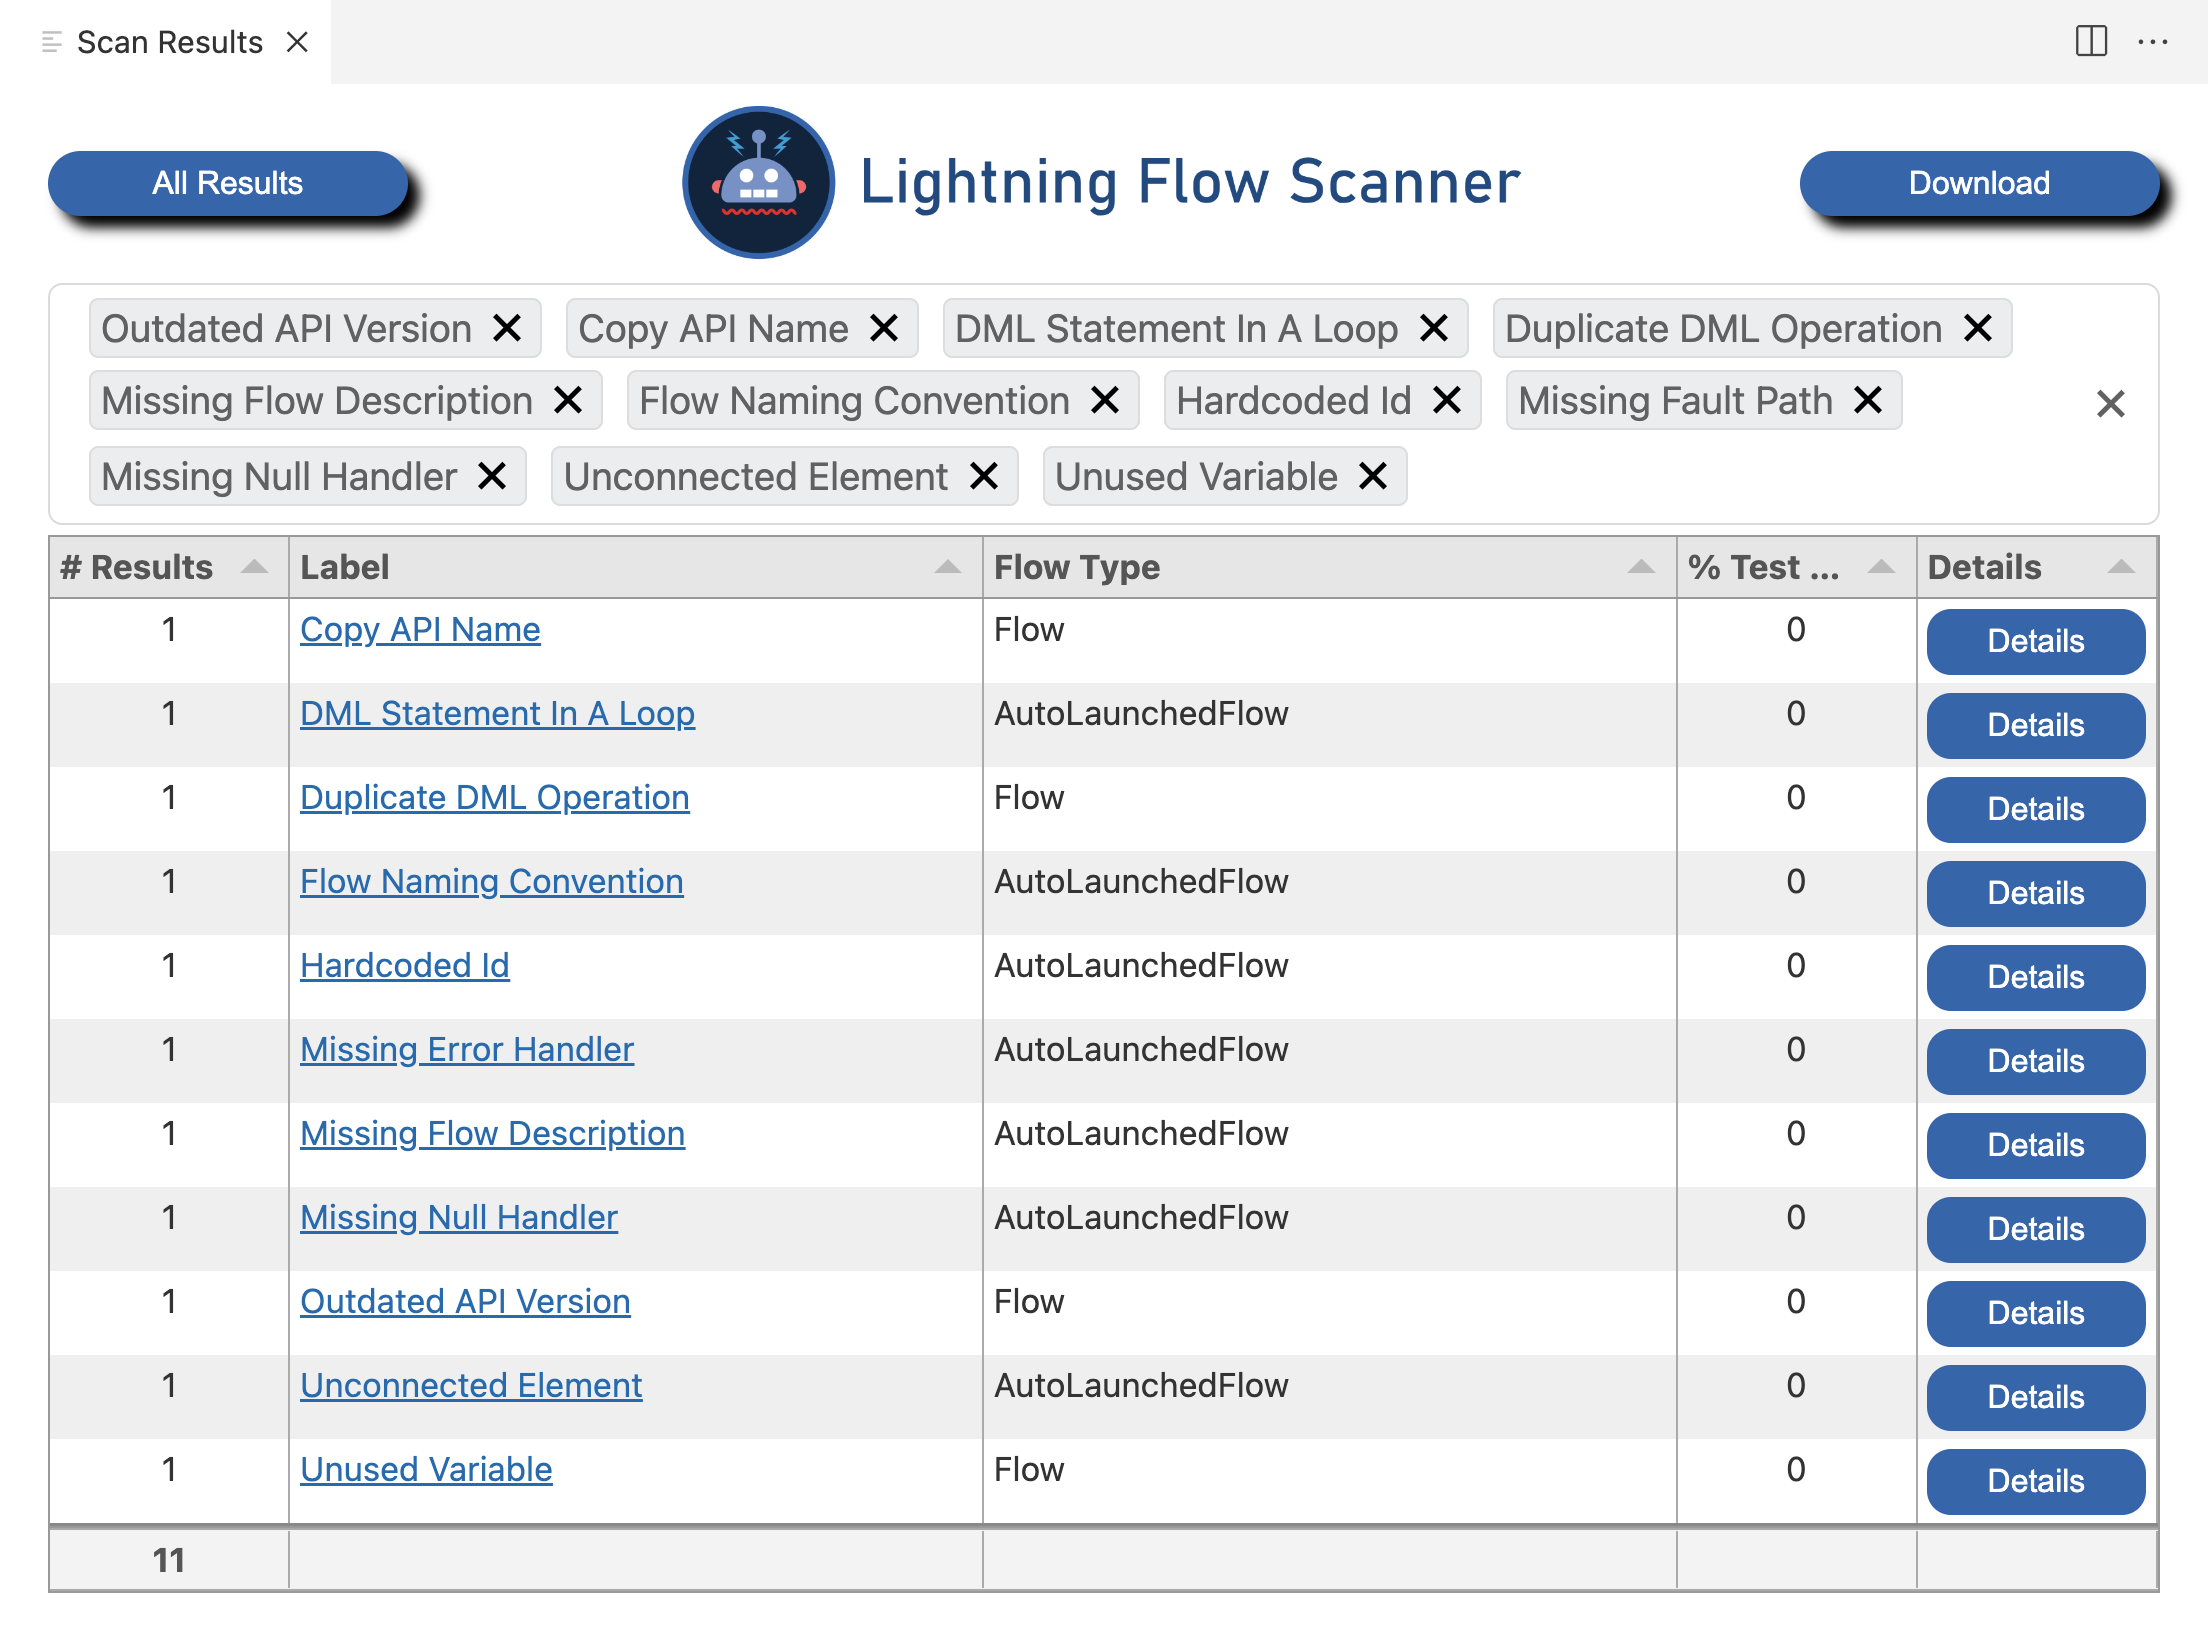 Scan Results
All Results
Lightning Flow Scanner
Download
Outdated API Version Copy API Name DML Statement In A Loop Duplicate DML Operation
Missing Flow Description Flow Naming Convention Hardcoded Id Missing Fault Path
Missing Null Handler Unconnected Element Unused Variable
# Results Label Flow Type % Test ... Details
1 Copy API Name Flow 0 Details
1 DML Statement In A Loop AutoLaunchedFlow 0 Details
1 Duplicate DML Operation Flow 0 Details
1 Flow Naming Convention AutoLaunchedFlow 0 Details
1 Hardcoded Id AutoLaunchedFlow 0 Details
1 Missing Error Handler AutoLaunchedFlow 0 Details
1 Missing Flow Description AutoLaunchedFlow 0 Details
1 Missing Null Handler AutoLaunchedFlow 0 Details
1 Outdated API Version Flow 0 Details
1 Unconnected Element AutoLaunchedFlow 0 Details
1 Unused Variable Flow 0 Details
11